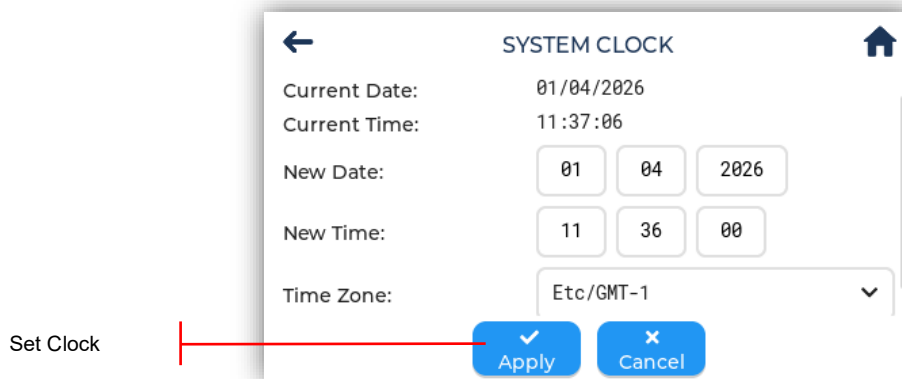 SYSTEM CLOCK
Current Date: 01/04/2026
Current Time: 11:37:06
New Date: 01 04 2026
New Time: 11 36 00
Time Zone: Etc/GMT-1
Set Clock
Apply Cancel